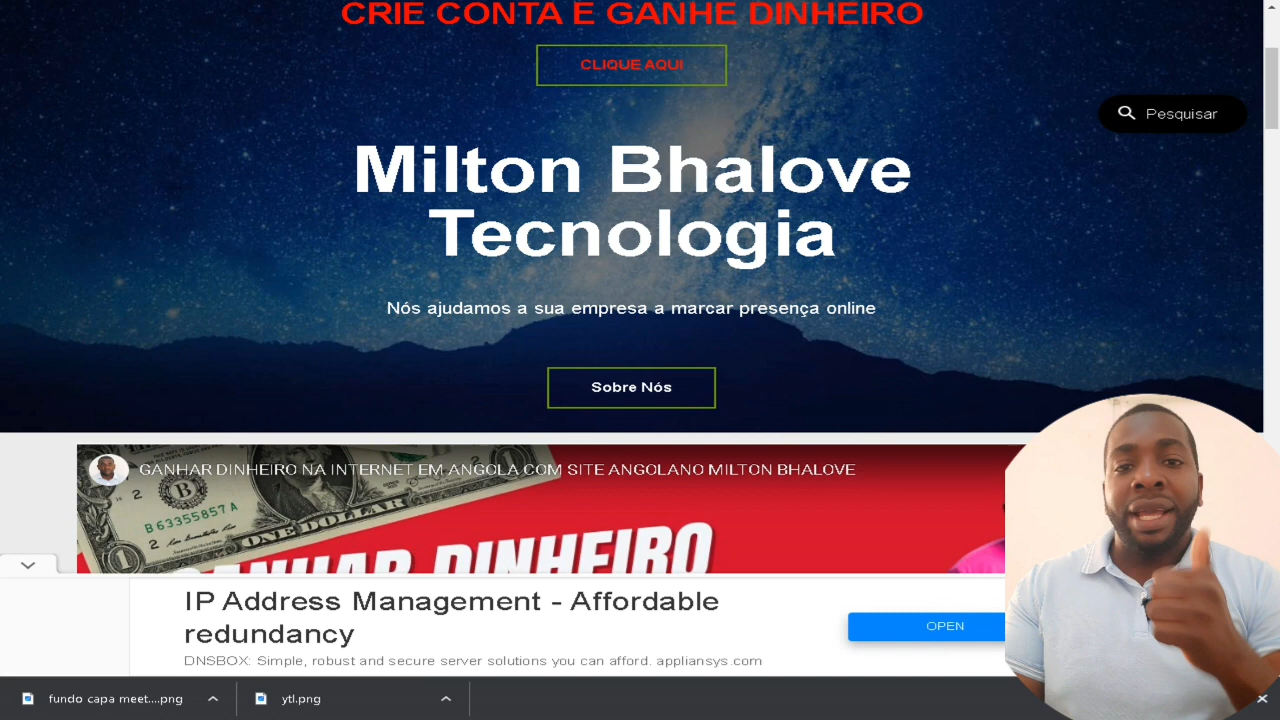 CRIE CONTA E GANHE DINHEIRO
CLIQUE AQUI
Pesquisar
Milton Bhalove
Tecnologia
Nós ajudamos a sua empresa a marcar presença online
Sobre Nós
GANHAR DINHEIRO NA INTERNET EM ANGOLA COM SITE ANGOLANO MILTON BHALOVE
B 63355857 A
ONE DOLLAR
GANHAR DINHEIRO
IP Address Management - Affordable
redundancy
OPEN
DNSBOX: Simple, robust and secure server solutions you can afford. appliansys.com
fundo capa meet....png
ytl.png